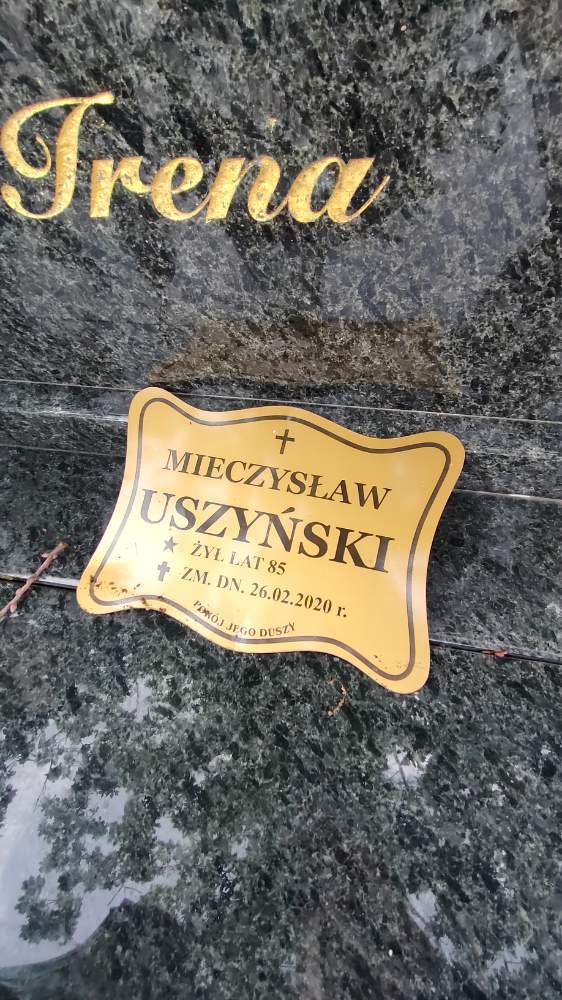 Irena
MIECZYSŁAW
USZYŃSKI
ŻYŁ LAT 85
ZM. DN. 26.02.2020 r.
POKÓJ JEGO DUSZY